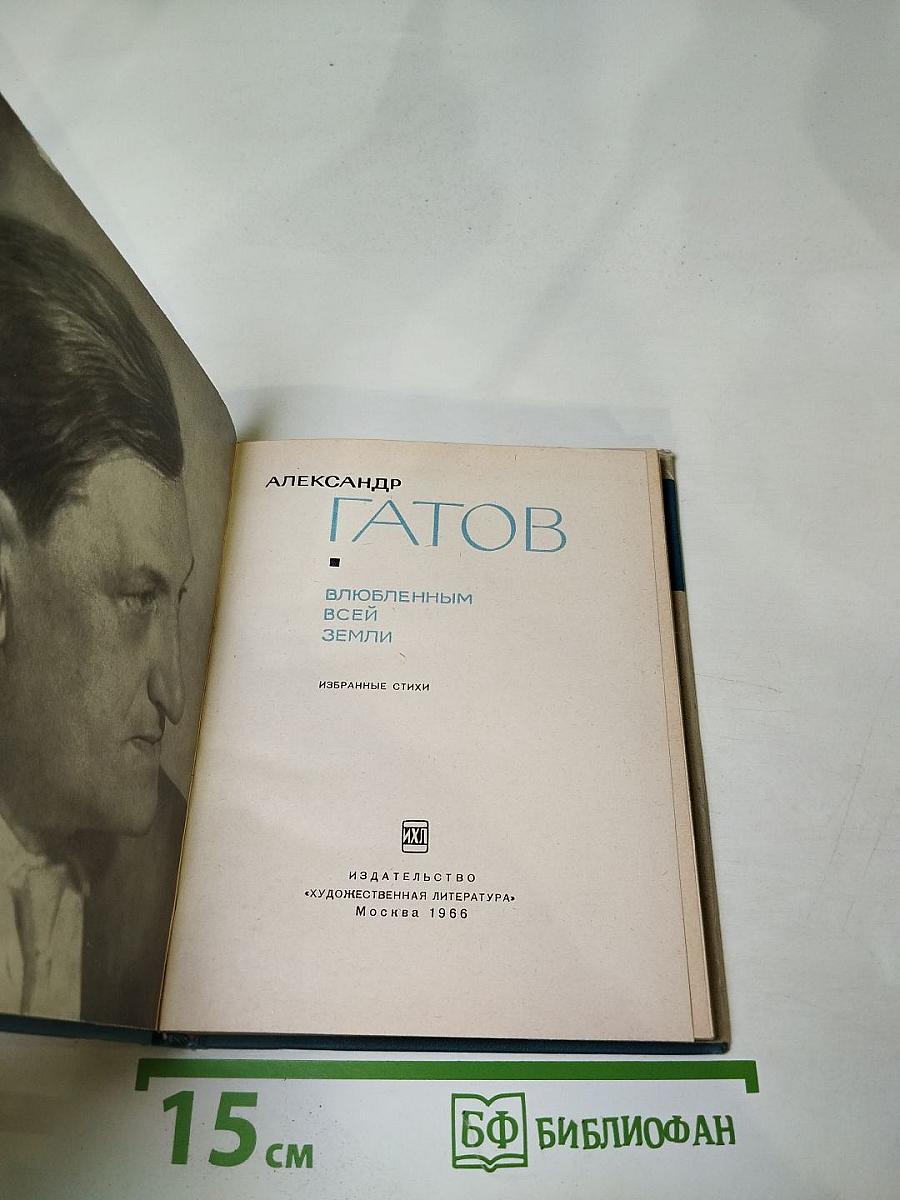 АЛЕКСАНДР
ГАТОВ
ВЛЮБЛЕННЫМ
ВСЕЙ
ЗЕМЛИ
ИЗБРАННЫЕ СТИХИ
ИХЛ
ИЗДАТЕЛЬСТВО
«ХУДОЖЕСТВЕННАЯ ЛИТЕРАТУРА»
Москва 1966
15 см
БФ БИБЛИОФАН